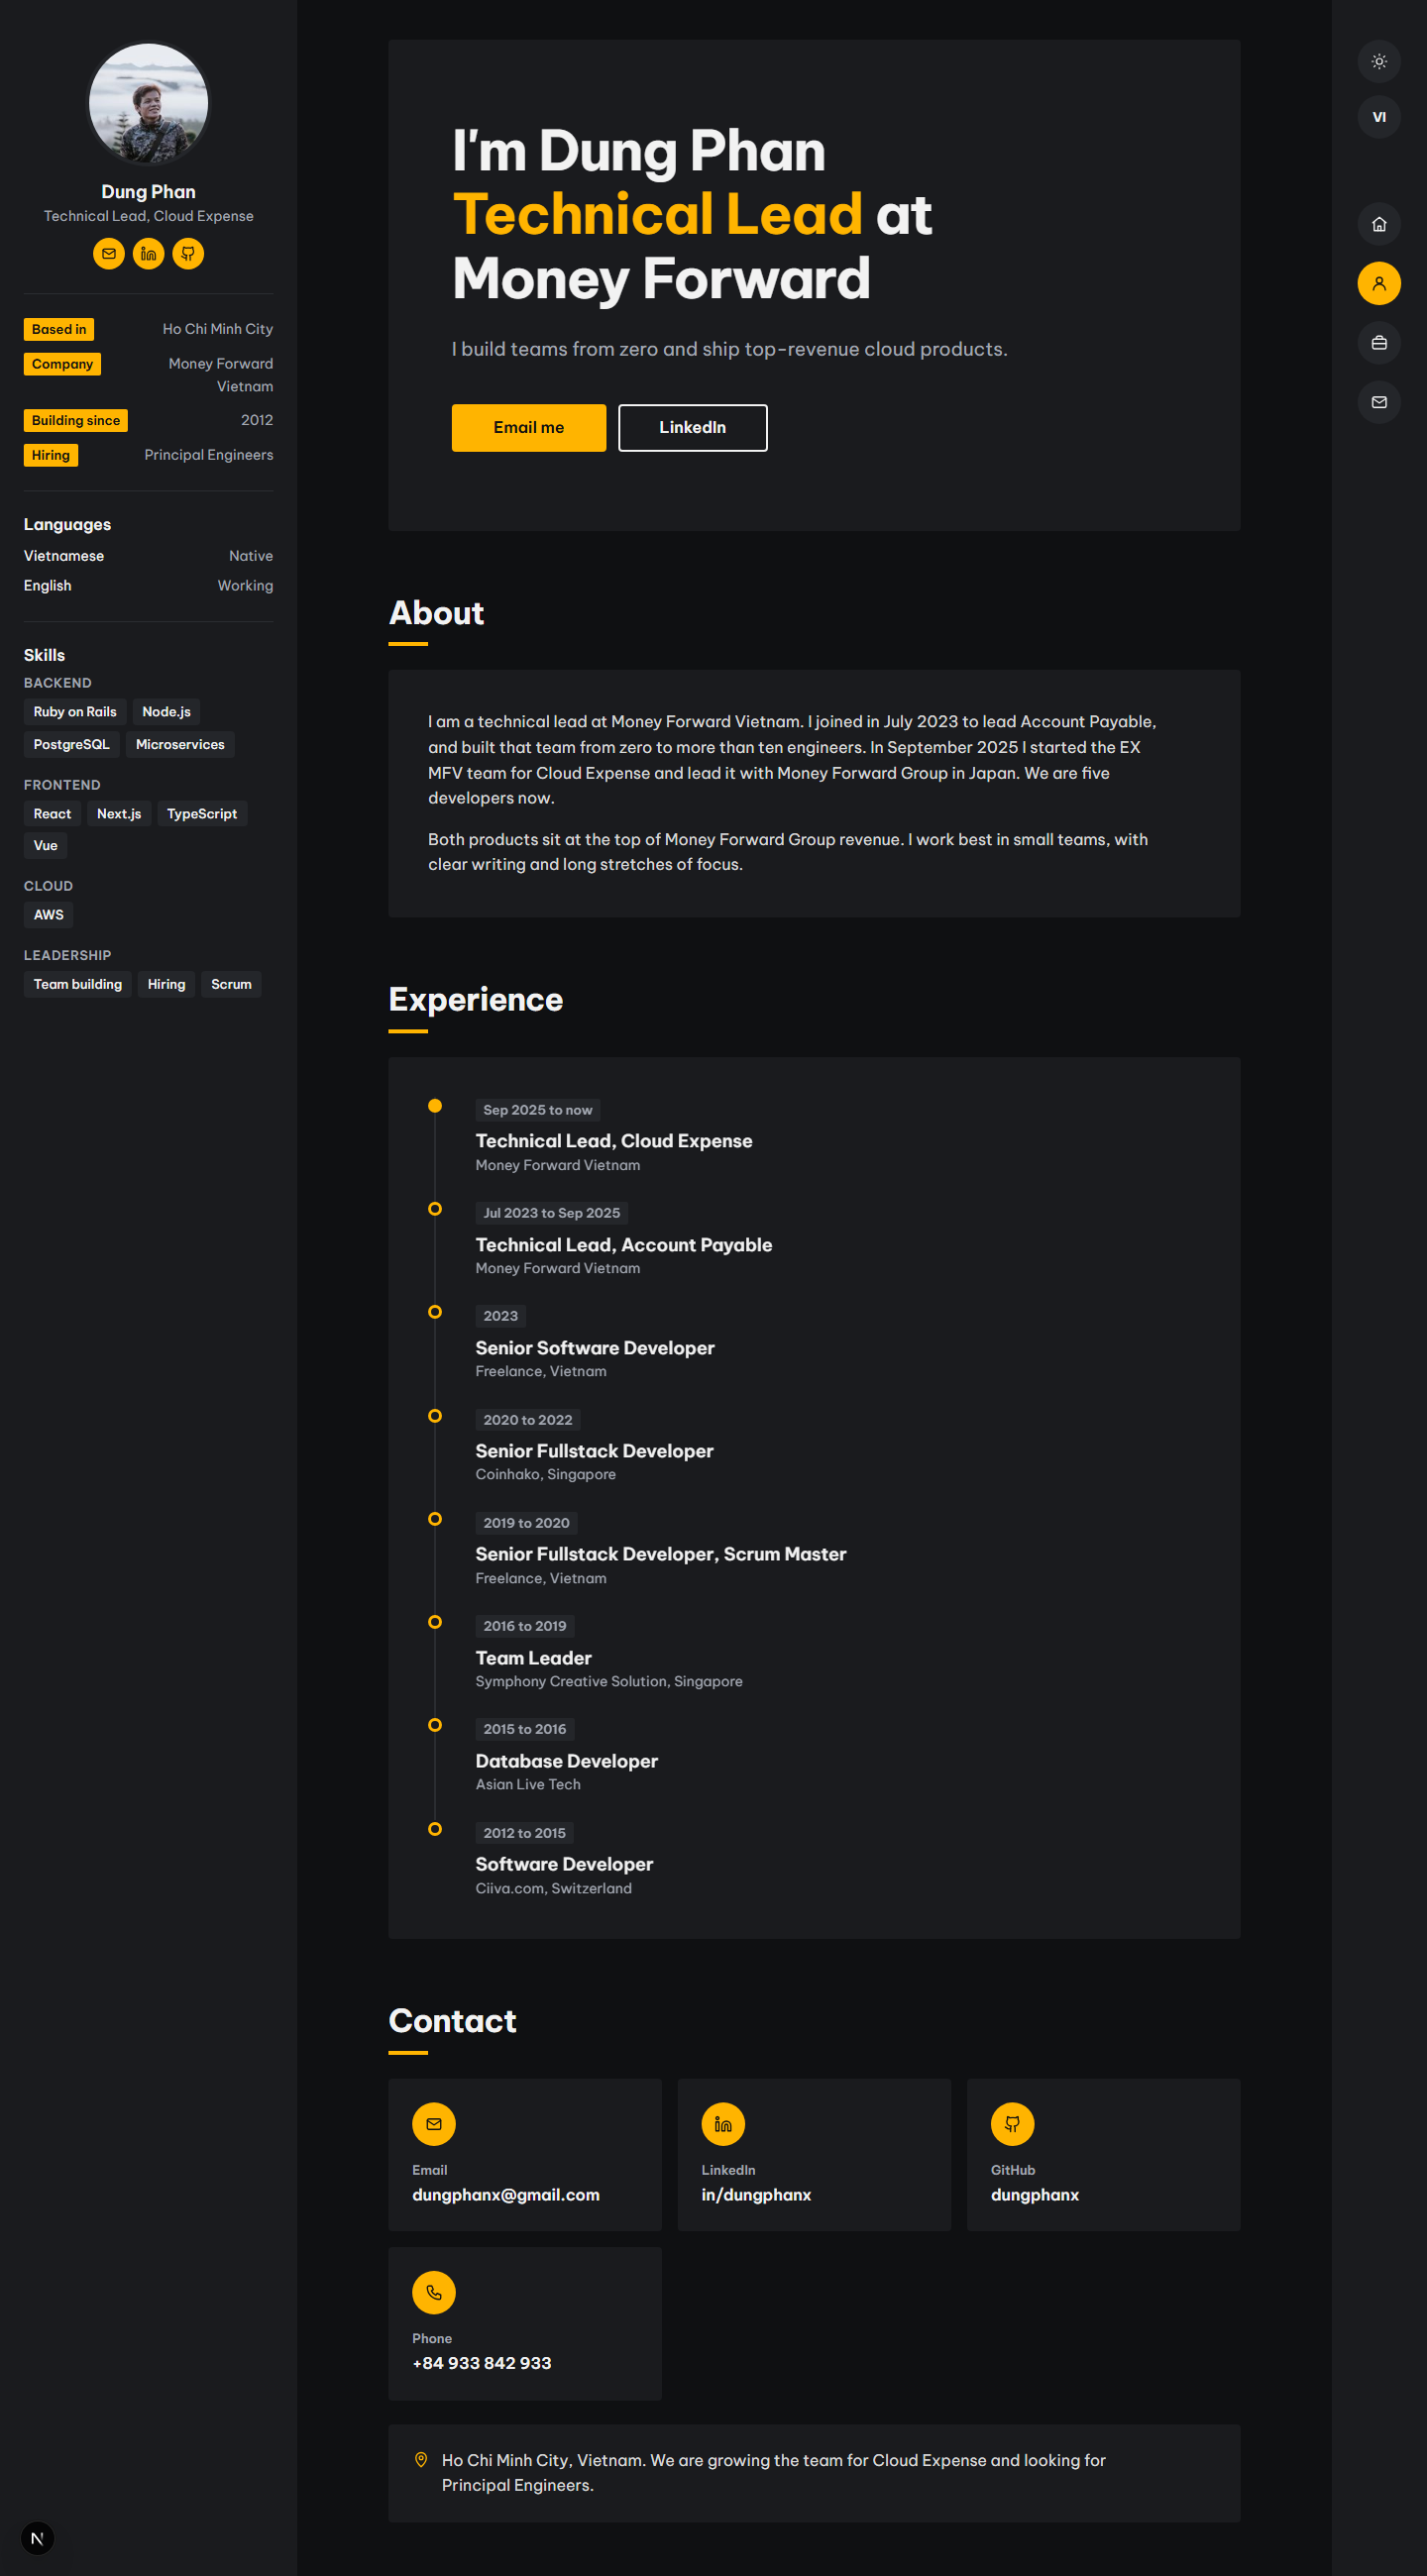 Dung Phan
Technical Lead, Cloud Expense
Based in
Ho Chi Minh City
Company
Money Forward
Vietnam
Building since
2012
Hiring
Principal Engineers
Languages
Vietnamese
Native
English
Working
Skills
BACKEND
Ruby on Rails
Node.js
PostgreSQL
Microservices
FRONTEND
React
Next.js
TypeScript
Vue
CLOUD
AWS
LEADERSHIP
Team building
Hiring
Scrum
N
I'm Dung Phan
Technical Lead at
Money Forward
I build teams from zero and ship top-revenue cloud products.
Email me
LinkedIn
About
I am a technical lead at Money Forward Vietnam. I joined in July 2023 to lead Account Payable,
and built that team from zero to more than ten engineers. In September 2025 I started the EX
MFV team for Cloud Expense and lead it with Money Forward Group in Japan. We are five
developers now.
Both products sit at the top of Money Forward Group revenue. I work best in small teams, with
clear writing and long stretches of focus.
Experience
Sep 2025 to now
Technical Lead, Cloud Expense
Money Forward Vietnam
Jul 2023 to Sep 2025
Technical Lead, Account Payable
Money Forward Vietnam
2023
Senior Software Developer
Freelance, Vietnam
2020 to 2022
Senior Fullstack Developer
Coinhako, Singapore
2019 to 2020
Senior Fullstack Developer, Scrum Master
Freelance, Vietnam
2016 to 2019
Team Leader
Symphony Creative Solution, Singapore
2015 to 2016
Database Developer
Asian Live Tech
2012 to 2015
Software Developer
Ciiva.com, Switzerland
Contact
Email
dungphanx@gmail.com
LinkedIn
in/dungphanx
GitHub
dungphanx
Phone
+84 933 842 933
Ho Chi Minh City, Vietnam. We are growing the team for Cloud Expense and looking for
Principal Engineers.
VI